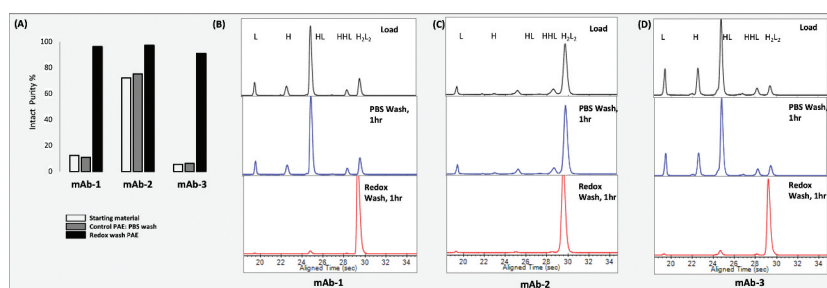 (A)
Intact Purity %
100
80
60
40
20
0
mAb-1
mAb-2
mAb-3
Starting material
Control PAE: PBS wash
Redox wash PAE
(B)
Load
L H HL HHL H₂L₂
PBS Wash, 1hr
Redox Wash, 1hr
20 22 24 26 28 30 32 34
Aligned Time (sec)
mAb-1
(C)
Load
L H HL HHL H₂L₂
PBS Wash, 1hr
Redox Wash, 1hr
20 22 24 26 28 30 32 34
Aligned Time (sec)
mAb-2
(D)
Load
L H HL HHL H₂L₂
PBS Wash, 1hr
Redox Wash, 1hr
20 22 24 26 28 30 32 34
Aligned Time (sec)
mAb-3